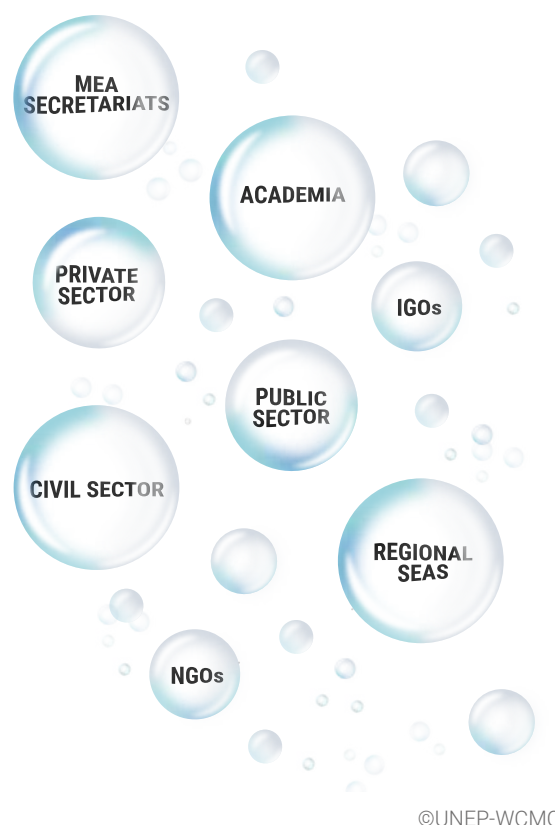 MEA
SECRETARIATS
ACADEMIA
PRIVATE
SECTOR
IGOs
PUBLIC
SECTOR
CIVIL SECTOR
REGIONAL
SEAS
NGOs
©UNEP-WCMC